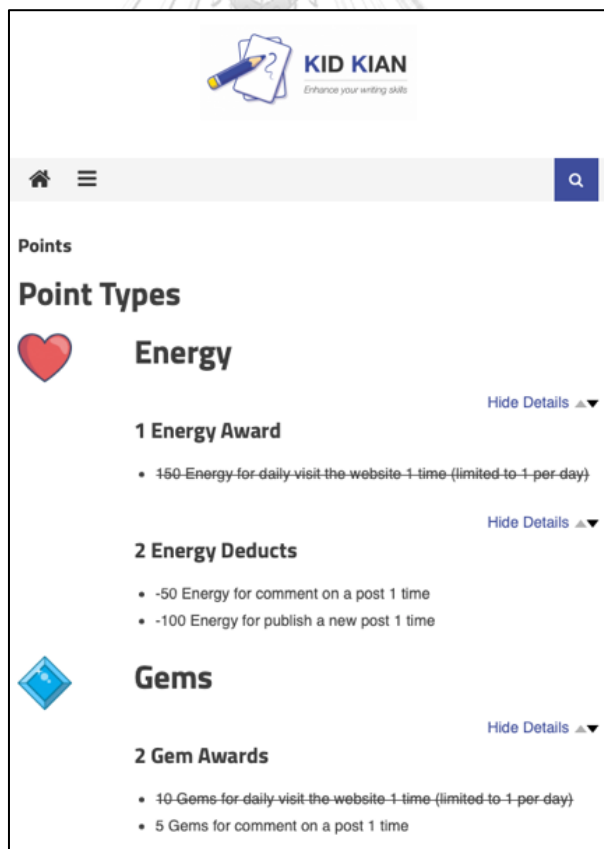 KID KIAN
Enhance your writing skills
Points
Point Types
Energy
Hide Details
1 Energy Award
150 Energy for daily visit the website 1 time (limited to 1 per day)
Hide Details
2 Energy Deducts
-50 Energy for comment on a post 1 time
-100 Energy for publish a new post 1 time
Gems
Hide Details
2 Gem Awards
10 Gems for daily visit the website 1 time (limited to 1 per day)
5 Gems for comment on a post 1 time